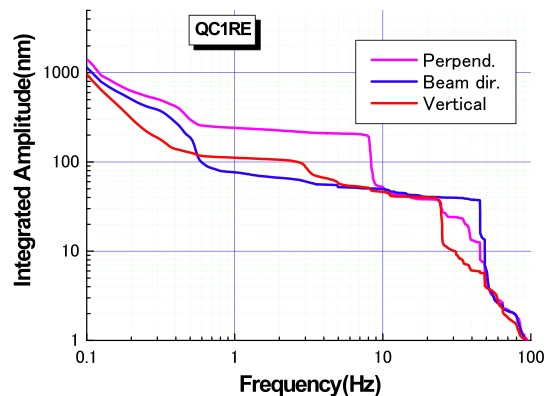 QC1RE
Perpend.
Beam dir.
Vertical
Integrated Amplitude(nm)
1000
100
10
1
0.1
1
10
100
Frequency(Hz)